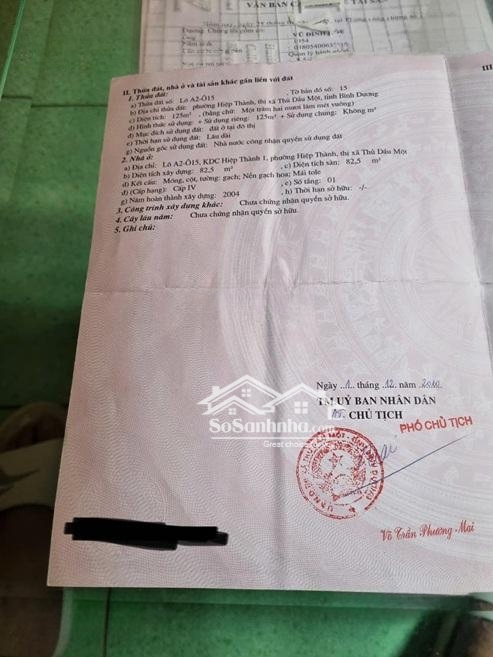 VĂN BẢN
II. Thửa đất, nhà ở và tài sản khác gắn liền với đất
1. Thửa đất:
a) Thửa đất số: Lô A2-Ô15 , Tờ bản đồ số: 15
b) Địa chỉ thửa đất: phường Hiệp Thành, thị xã Thủ Dầu Một, tỉnh Bình Dương
c) Diện tích: 125m², (bằng chữ: Một trăm hai mươi lăm mét vuông)
d) Hình thức sử dụng: + Sử dụng riêng: 125m² + Sử dụng chung: Không m²
đ) Mục đích sử dụng đất: đất ở tại đô thị
e) Thời hạn sử dụng đất: Lâu dài
g) Nguồn gốc sử dụng đất: Nhà nước công nhận quyền sử dụng đất
2. Nhà ở:
a) Địa chỉ: Lô A2-Ô15, KDC Hiệp Thành 1, phường Hiệp Thành, thị xã Thủ Dầu Một
b) Diện tích xây dựng: 82,5 m² , c) Diện tích sàn: 82,5 m²
d) Kết cấu: Móng, cột, tường: gạch; Nền gạch hoa; Mái tole
đ) Cấp (hạng): Cấp IV , e) Số tầng: 01
g) Năm hoàn thành xây dựng: 2004 h) Thời hạn sở hữu: -/-
3. Công trình xây dựng khác: Chưa chứng nhận quyền sở hữu.
4. Cây lâu năm: Chưa chứng nhận quyền sở hữu.
5. Ghi chú:
III
Ngày 1 tháng 12 năm 2010
TM UỶ BAN NHÂN DÂN
KT. CHỦ TỊCH
PHÓ CHỦ TỊCH
SoSanhnha.com
Võ Trần Phương Mai